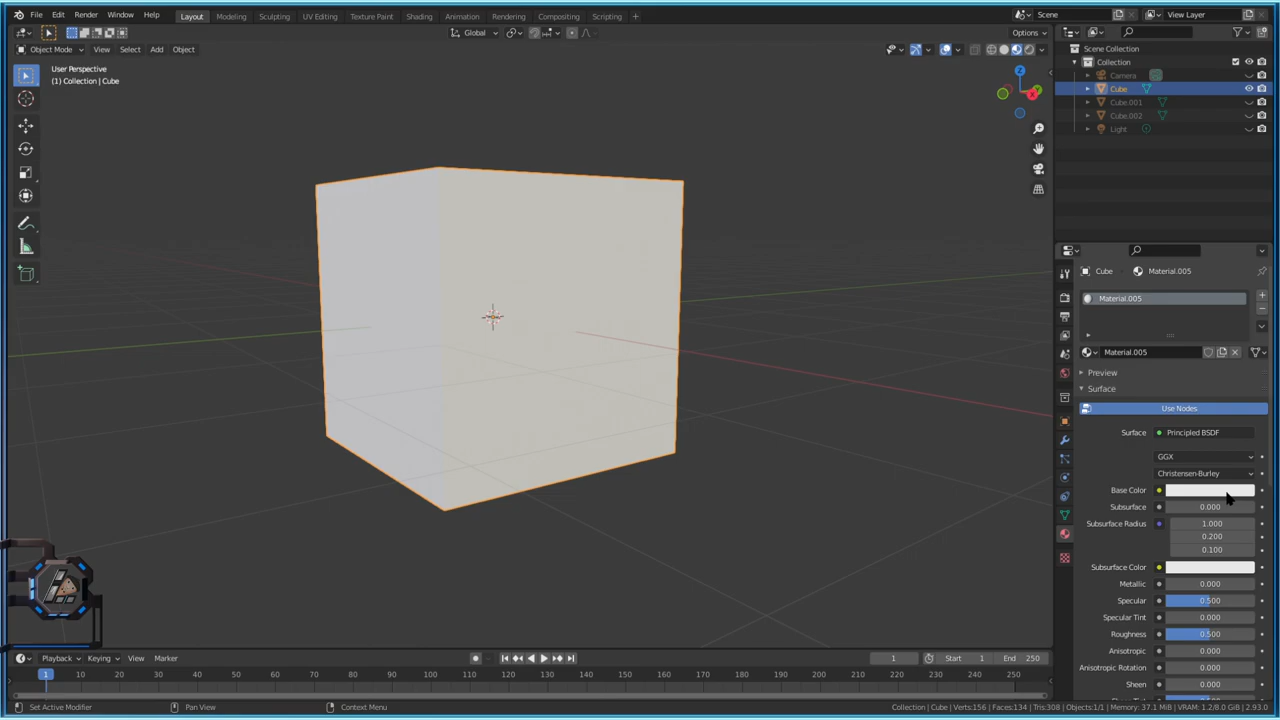 File Edit Render Window Help Layout Modeling Sculpting UV Editing Texture Paint Shading Animation Rendering Compositing Scripting + Scene View Layer
Global Options
Object Mode View Select Add Object
User Perspective
(1) Collection | Cube
Z
Y
X
Scene Collection
Collection
Camera
Cube
Cube.001
Cube.002
Light
Cube Material.005
Material.005
Material.005
Preview
Surface
Use Nodes
Surface Principled BSDF
GGX
Christensen-Burley
Base Color
Subsurface 0.000
Subsurface Radius 1.000
0.200
0.100
Subsurface Color
Metallic 0.000
Specular 0.500
Specular Tint 0.000
Roughness 0.500
Anisotropic 0.000
Anisotropic Rotation 0.000
Sheen 0.000
Playback Keying View Marker 1 Start 1 End 250
1 10 20 30 40 50 60 70 80 90 100 110 120 130 140 150 160 170 180 190 200 210 220 230 240 250
Set Active Modifier Pan View Context Menu Collection | Cube | Verts:156 | Faces:134 | Tris:308 | Objects:1/1 | Memory: 37.1 MiB | VRAM: 1.2/8.0 GiB | 2.93.0